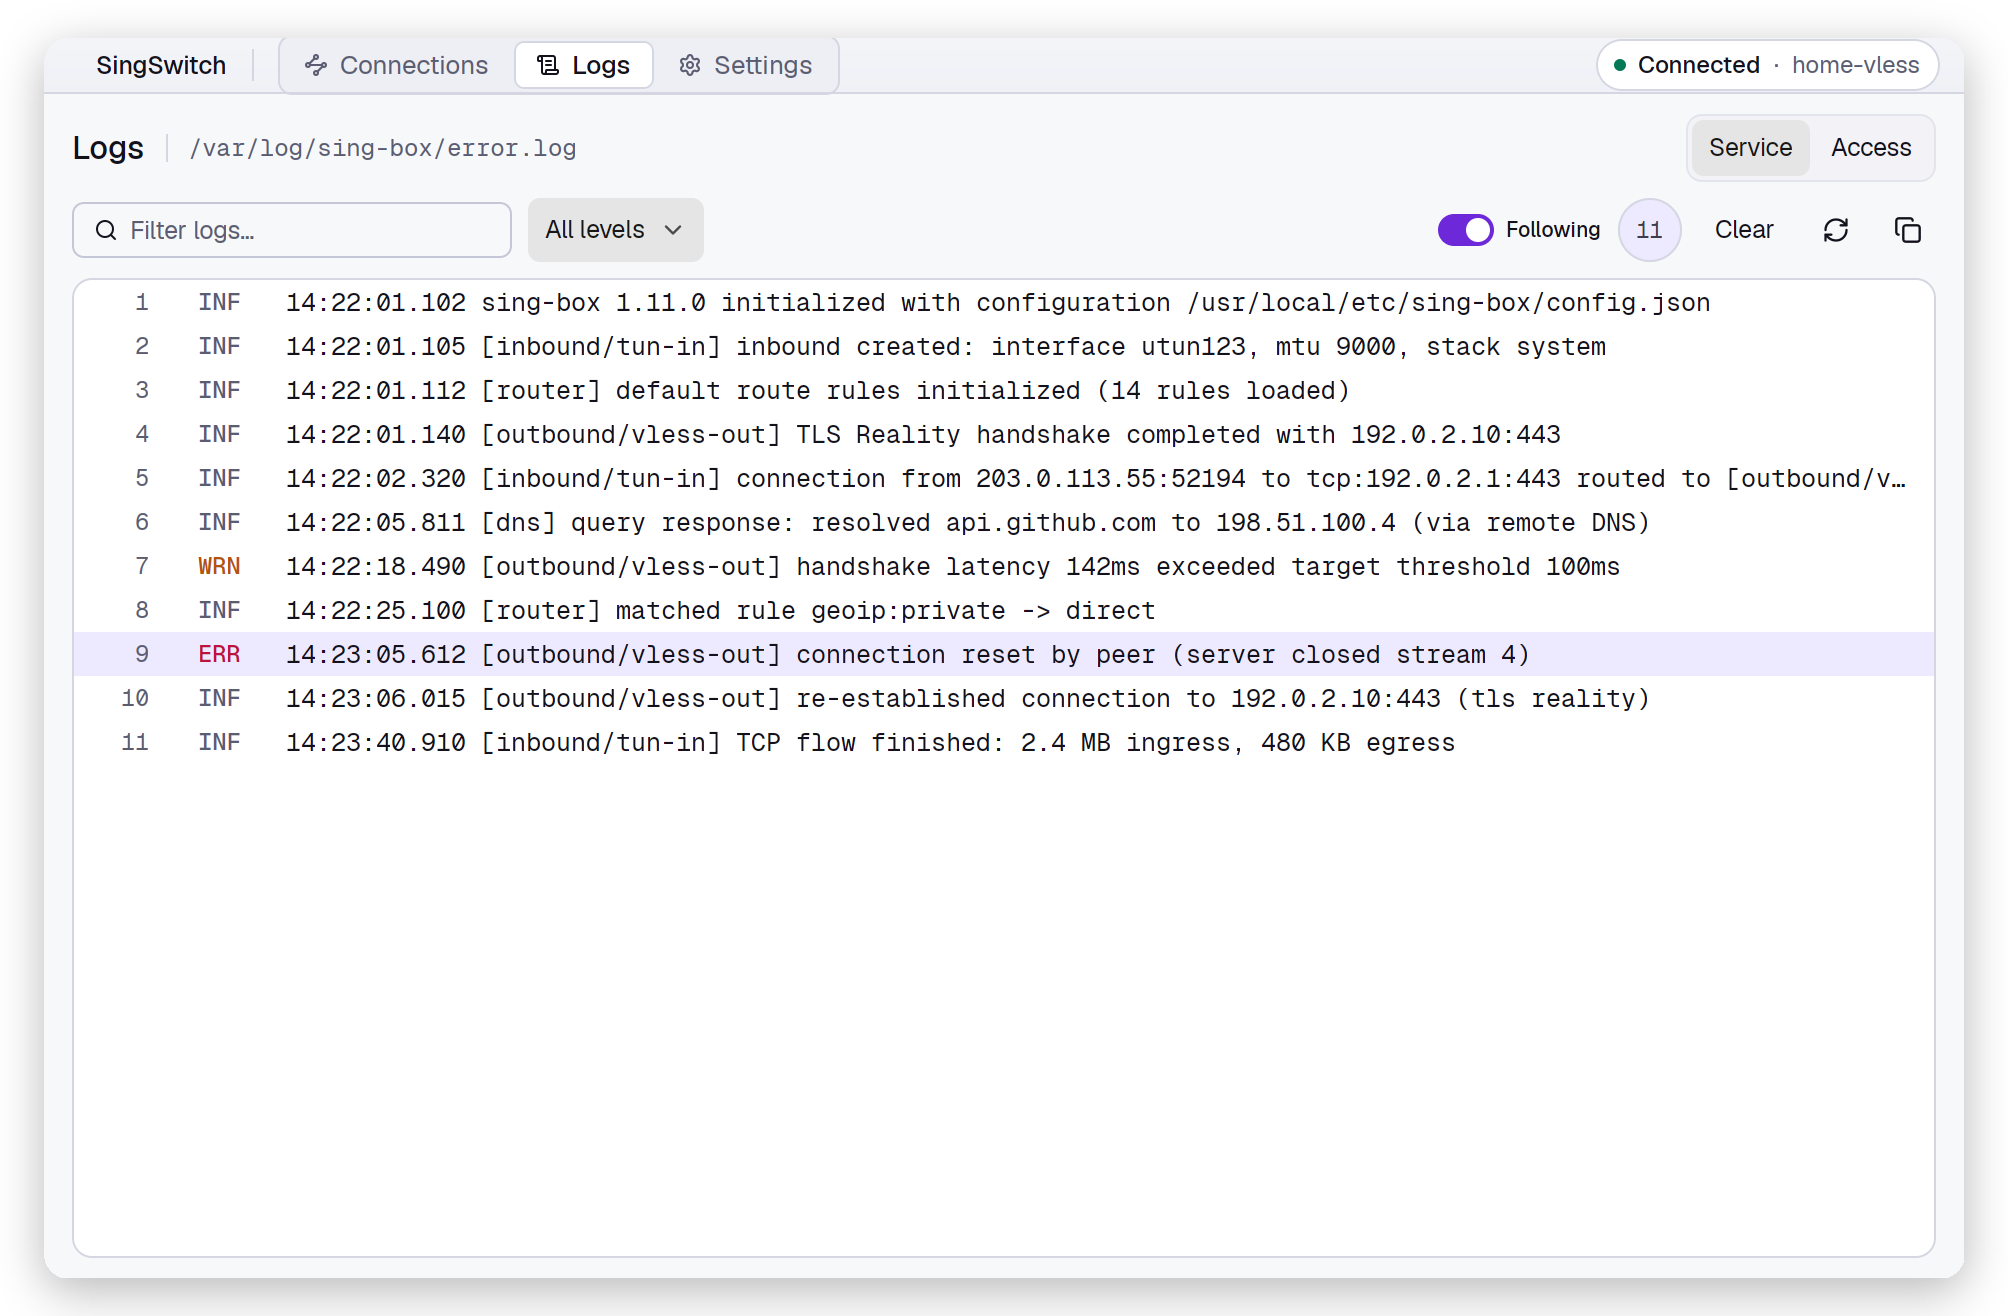 SingSwitch Connections Logs Settings Connected · home-vless
Logs /var/log/sing-box/error.log Service Access
Filter logs... All levels Following 11 Clear
1 INF 14:22:01.102 sing-box 1.11.0 initialized with configuration /usr/local/etc/sing-box/config.json
2 INF 14:22:01.105 [inbound/tun-in] inbound created: interface utun123, mtu 9000, stack system
3 INF 14:22:01.112 [router] default route rules initialized (14 rules loaded)
4 INF 14:22:01.140 [outbound/vless-out] TLS Reality handshake completed with 192.0.2.10:443
5 INF 14:22:02.320 [inbound/tun-in] connection from 203.0.113.55:52194 to tcp:192.0.2.1:443 routed to [outbound/v…
6 INF 14:22:05.811 [dns] query response: resolved api.github.com to 198.51.100.4 (via remote DNS)
7 WRN 14:22:18.490 [outbound/vless-out] handshake latency 142ms exceeded target threshold 100ms
8 INF 14:22:25.100 [router] matched rule geoip:private -> direct
9 ERR 14:23:05.612 [outbound/vless-out] connection reset by peer (server closed stream 4)
10 INF 14:23:06.015 [outbound/vless-out] re-established connection to 192.0.2.10:443 (tls reality)
11 INF 14:23:40.910 [inbound/tun-in] TCP flow finished: 2.4 MB ingress, 480 KB egress